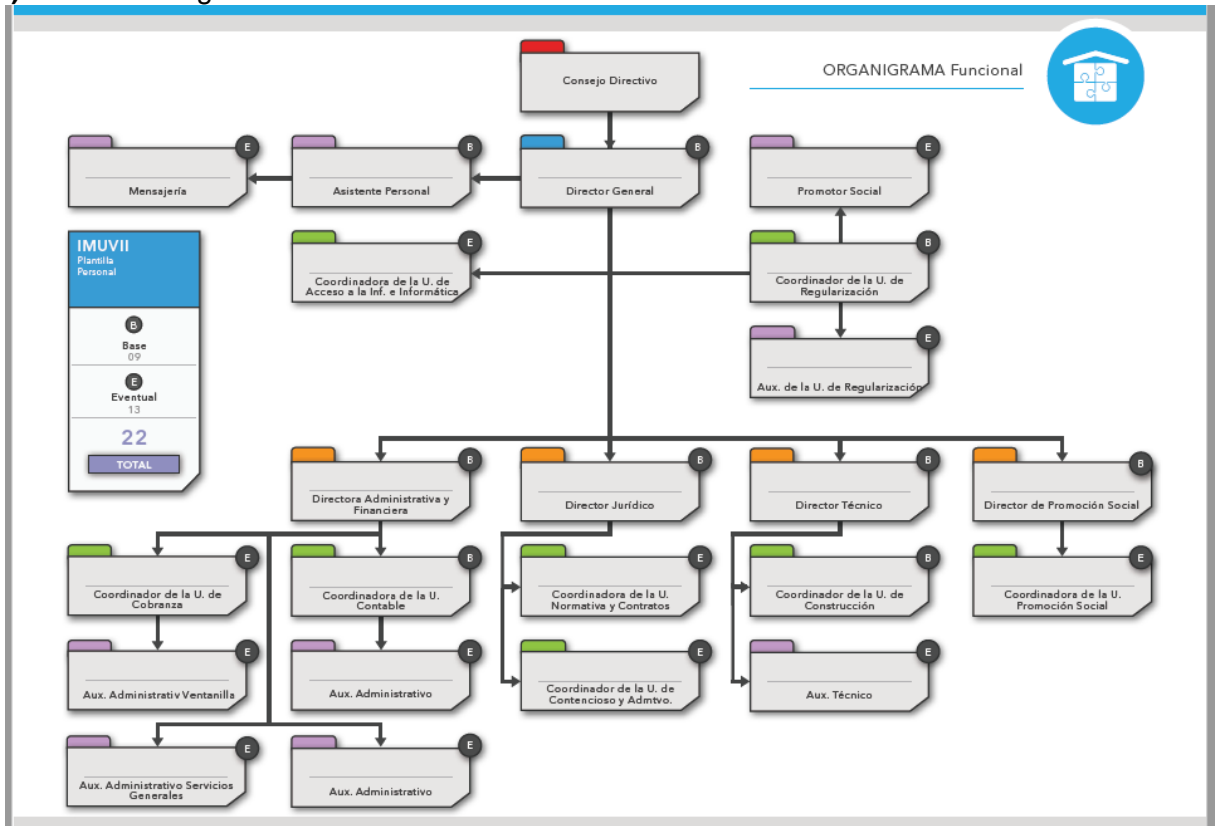 ORGANIGRAMA Funcional
Consejo Directivo
E
Mensajería
B
Asistente Personal
B
Director General
E
Promotor Social
IMUVII
Plantilla
Personal
B
Base
09
E
Eventual
13
22
TOTAL
E
Coordinadora de la U. de
Acceso a la Inf. e Informática
B
Coordinador de la U. de
Regularización
E
Aux. de la U. de Regularización
B
Directora Administrativa y
Financiera
B
Director Jurídico
B
Director Técnico
B
Director de Promoción Social
E
Coordinador de la U. de
Cobranza
B
Coordinadora de la U.
Contable
E
Coordinadora de la U.
Normativa y Contratos
B
Coordinador de la U. de
Construcción
E
Coordinadora de la U.
Promoción Social
E
Aux. Administrativ Ventanilla
E
Aux. Administrativo
E
Coordinador de la U. de
Contencioso y Admtvo.
E
Aux. Técnico
E
Aux. Administrativo Servicios
Generales
E
Aux. Administrativo